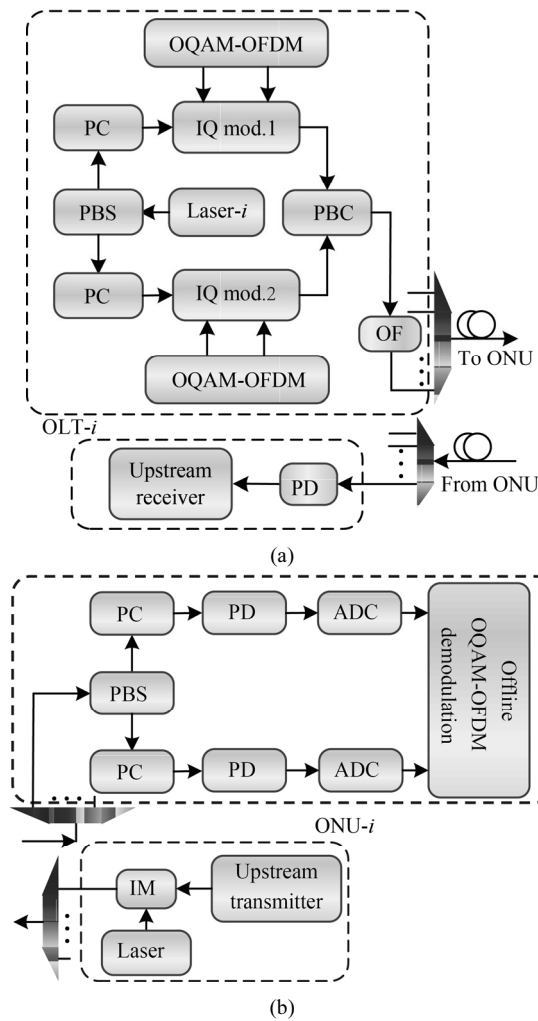 OQAM-OFDM
PC
IQ mod.1
PBS
Laser-i
PBC
PC
IQ mod.2
OF
To ONU
OQAM-OFDM
OLT-i
Upstream
receiver
PD
From ONU
(a)
PC
PD
ADC
PBS
Offline
OQAM-OFDM
demodulation
PC
PD
ADC
ONU-i
IM
Upstream
transmitter
Laser
(b)